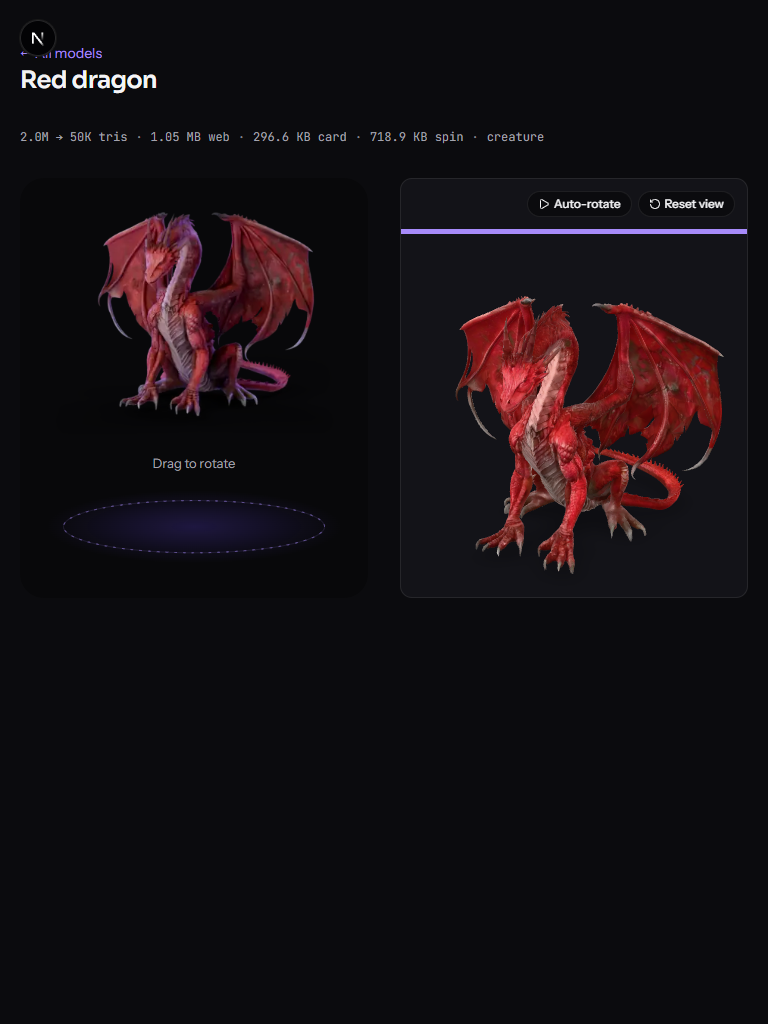 N
models
Red dragon
2.0M → 50K tris · 1.05 MB web · 296.6 KB card · 718.9 KB spin · creature
Auto-rotate
Reset view
Drag to rotate